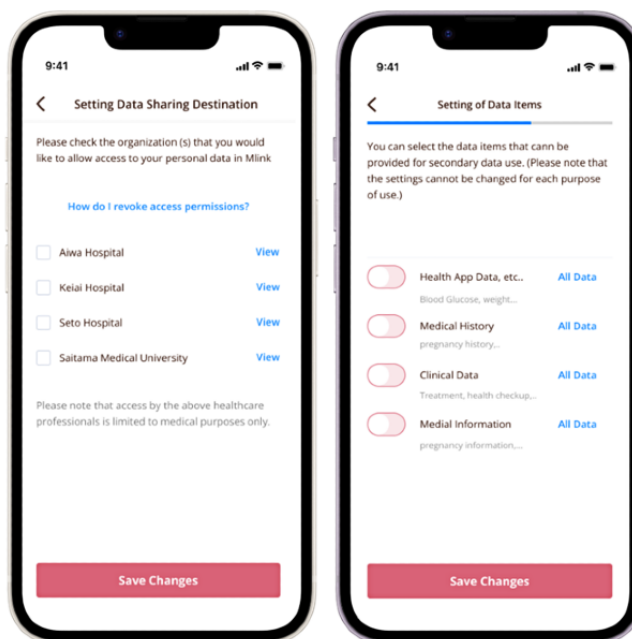 9:41
Setting Data Sharing Destination
Please check the organization (s) that you would
like to allow access to your personal data in Mlink
How do I revoke access permissions?
Aiwa Hospital View
Keiai Hospital View
Seto Hospital View
Saitama Medical University View
Please note that access by the above healthcare
professionals is limited to medical purposes only.
Save Changes
9:41
Setting of Data Items
You can select the data items that cann be
provided for secondary data use. (Please note that
the settings cannot be changed for each purpose
of use.)
Health App Data, etc.. All Data
Blood Glucose, weight...
Medical History All Data
pregnancy history,..
Clinical Data All Data
Treatment, health checkup,..
Medial Information All Data
pregnancy information,...
Save Changes